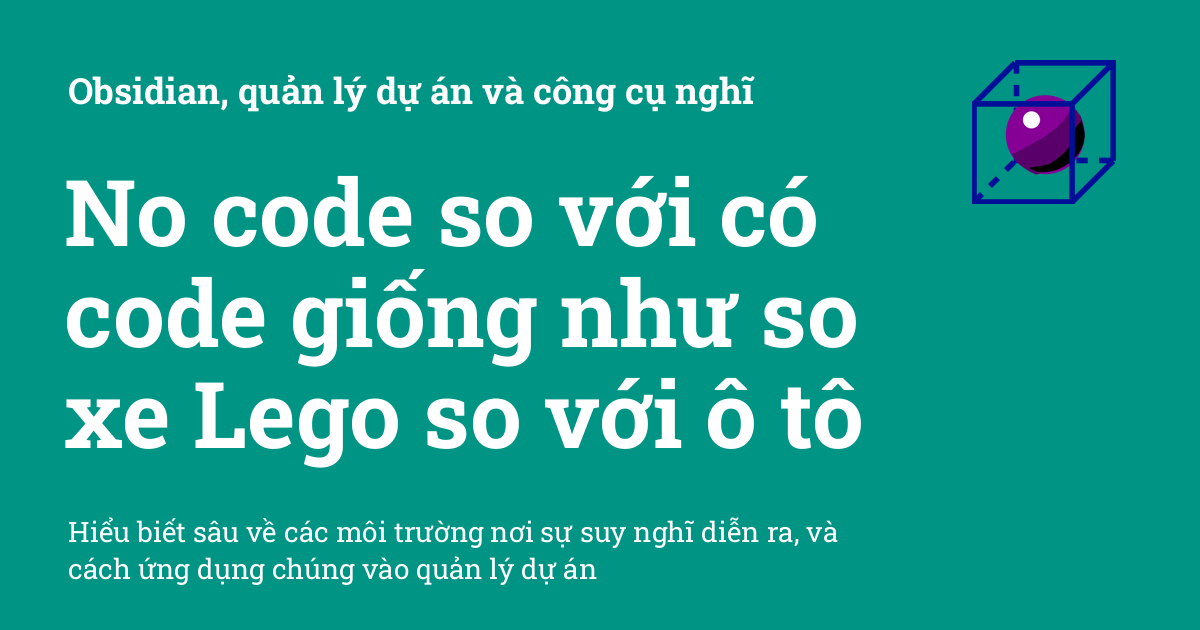 Obsidian, quản lý dự án và công cụ nghĩ
No code so với có
code giống như so
xe Lego so với ô tô
Hiểu biết sâu về các môi trường nơi sự suy nghĩ diễn ra, và
cách ứng dụng chúng vào quản lý dự án